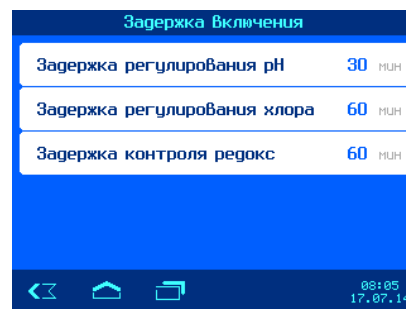 Задержка включения
Задержка регулирования pH 30 мин
Задержка регулирования хлора 60 мин
Задержка контроля редокс 60 мин
08:05
17.07.14